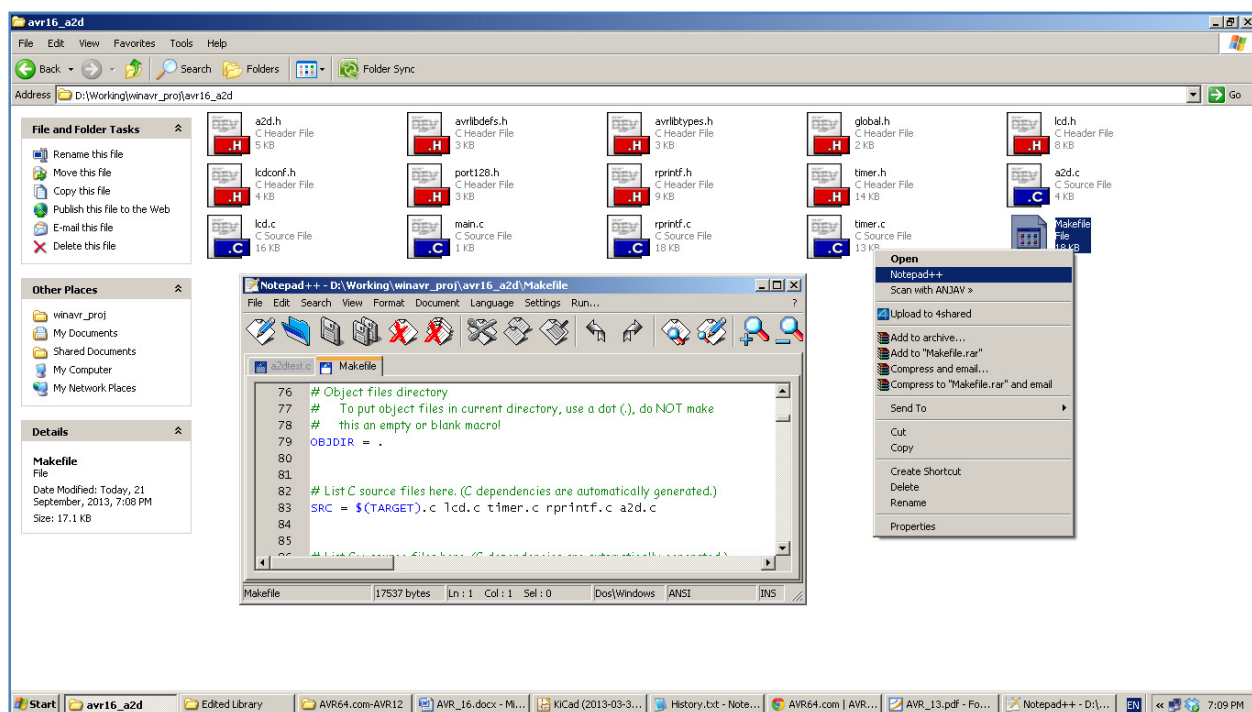 avr16_a2d
File Edit View Favorites Tools Help
Back Search Folders Folder Sync
Address D:\Working\winavr_proj\avr16_a2d Go
File and Folder Tasks
Rename this file
Move this file
Copy this file
Publish this file to the Web
E-mail this file
Delete this file
Other Places
winavr_proj
My Documents
Shared Documents
My Computer
My Network Places
Details
Makefile
File
Date Modified: Today, 21
September, 2013, 7:08 PM
Size: 17.1 KB
a2d.h
C Header File
5 KB
avrlibdefs.h
C Header File
3 KB
avrlibtypes.h
C Header File
3 KB
global.h
C Header File
2 KB
lcd.h
C Header File
8 KB
lcdconf.h
C Header File
4 KB
port128.h
C Header File
3 KB
rprintf.h
C Header File
9 KB
timer.h
C Header File
14 KB
a2d.c
C Source File
4 KB
lcd.c
C Source File
16 KB
main.c
C Source File
1 KB
rprintf.c
C Source File
18 KB
timer.c
C Source File
13 KB
Makefile
File
18 KB
Notepad++ - D:\Working\winavr_proj\avr16_a2d\Makefile
File Edit Search View Format Document Language Settings Run... ?
a2dtest.c Makefile
76 # Object files directory
77 # To put object files in current directory, use a dot (.), do NOT make
78 # this an empty or blank macro!
79 OBJDIR = .
80
81
82 # List C source files here. (C dependencies are automatically generated.)
83 SRC = $(TARGET).c lcd.c timer.c rprintf.c a2d.c
84
85
Makefile 17537 bytes Ln : 1 Col : 1 Sel : 0 Dos\Windows ANSI INS
Open
Notepad++
Scan with ANJAV »
Upload to 4shared
Add to archive...
Add to "Makefile.rar"
Compress and email...
Compress to "Makefile.rar" and email
Send To
Cut
Copy
Create Shortcut
Delete
Rename
Properties
Start avr16_a2d Edited Library AVR64.com-AVR12 AVR_16.docx - Mi... KiCad (2013-03-3... History.txt - Note... AVR64.com | AVR... AVR_13.pdf - Fo... Notepad++ - D:\... EN « 7:09 PM